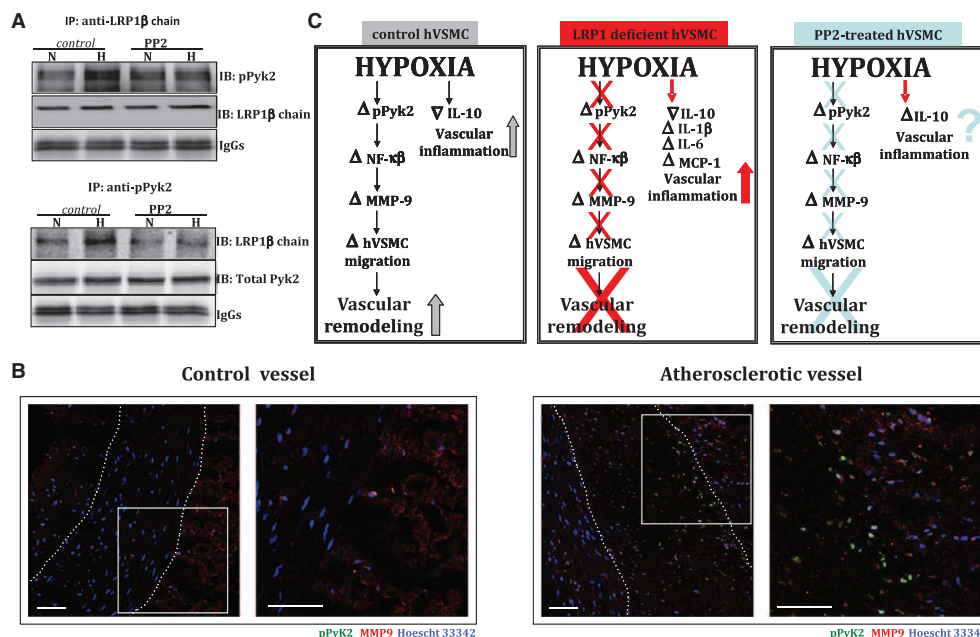 A
IP: anti-LRP1β chain
control PP2
N H N H
IB: pPyk2
IB: LRP1β chain
IgGs
IP: anti-pPyk2
control PP2
N H N H
IB: LRP1β chain
IB: Total Pyk2
IgGs
C
control hVSMC
HYPOXIA
Δ pPyk2
∇ IL-10
Vascular
inflammation
Δ NF-κβ
Δ MMP-9
Δ hVSMC
migration
Vascular
remodeling
LRP1 deficient hVSMC
HYPOXIA
Δ pPyk2
∇ IL-10
Δ IL-1β
Δ IL-6
Δ MCP-1
Vascular
inflammation
Δ NF-κβ
Δ MMP-9
Δ hVSMC
migration
Vascular
remodeling
PP2-treated hVSMC
HYPOXIA
Δ pPyk2
Δ IL-10
?
Vascular
inflammation
Δ NF-κβ
Δ MMP-9
Δ hVSMC
migration
Vascular
remodeling
B
Control vessel
pPyK2 MMP9 Hoescht 33342
Atherosclerotic vessel
pPyK2 MMP9 Hoescht 3334